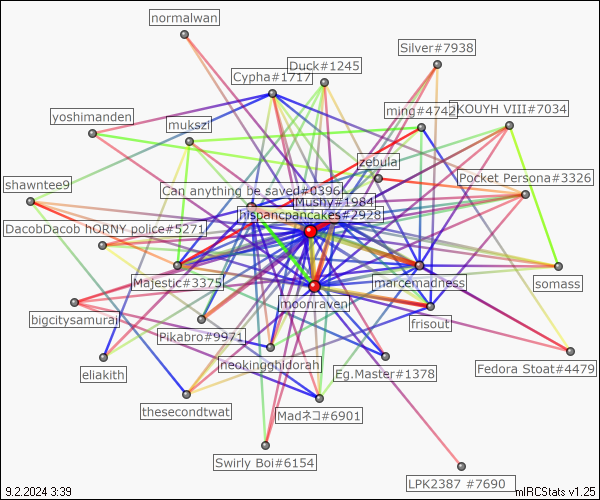 normalwan
Silver#7938
Duck#1245
Cypha#1717
ming#4742
KOUYH VIII#7034
yoshimanden
mukszi
zebula
Pocket Persona#3326
shawntee9
Can anything be saved#0396
Mushy#1984
hispancpancakes#2928
DacobDacob hORNY police#5271
Majestic#3375
marcemadness
somass
moonraven
bigcitysamurai
frisout
Pikabro#9971
neokingghidorah
Fedora Stoat#4479
eliakith
Eg.Master#1378
thesecondtwat
Madネコ#6901
Swirly Boi#6154
LPK2387 #7690
9.2.2024 3:39
mIRCStats v1.25